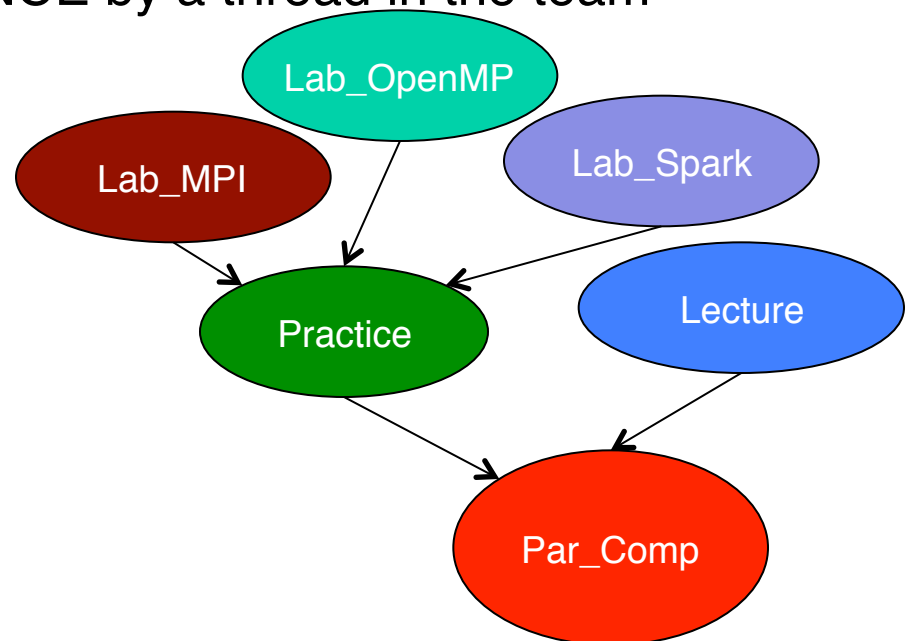 by a thread in the team
Lab_OpenMP
Lab_Spark
Lab_MPI
Lecture
Practice
Par_Comp